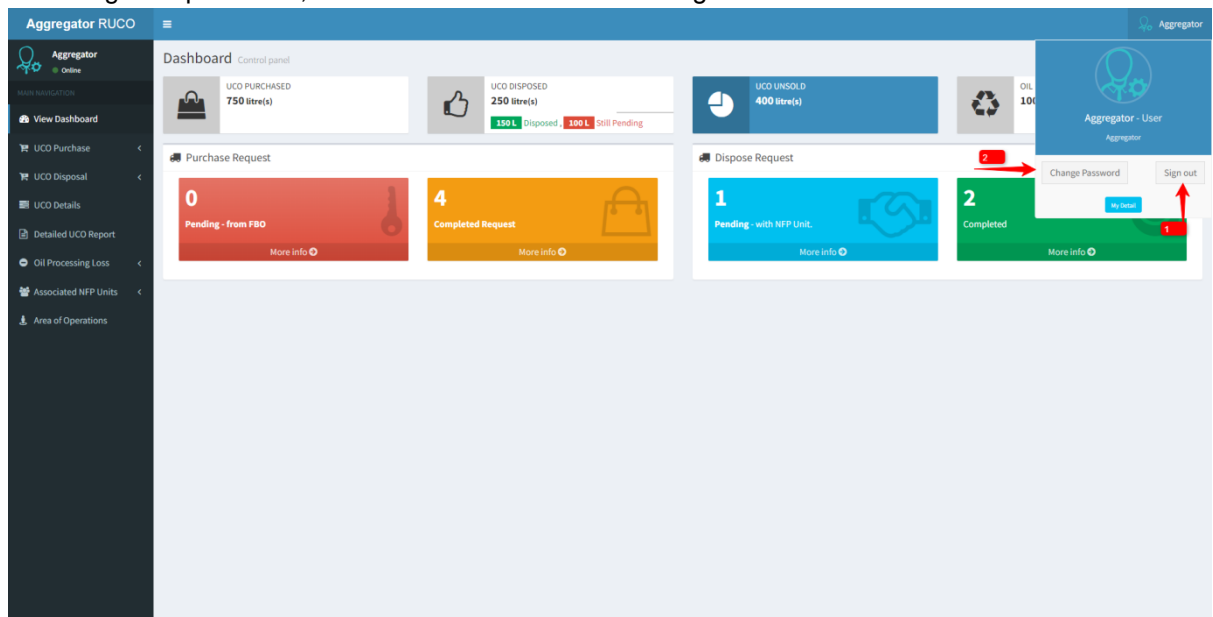 Aggregator RUCO
Aggregator
Aggregator
Online
MAIN NAVIGATION
View Dashboard
UCO Purchase
UCO Disposal
UCO Details
Detailed UCO Report
Oil Processing Loss
Associated NFP Units
Area of Operations
Dashboard Control panel
UCO PURCHASED
750 litre(s)
UCO DISPOSED
250 litre(s)
150 L Disposed , 100 L Still Pending
UCO UNSOLD
400 litre(s)
OIL
Aggregator - User
Aggregator
2
Change Password
Sign out
My Detail
1
Purchase Request
0
Pending - from FBO
More info
4
Completed Request
More info
Dispose Request
1
Pending - with NFP Unit.
More info
2
Completed
More info